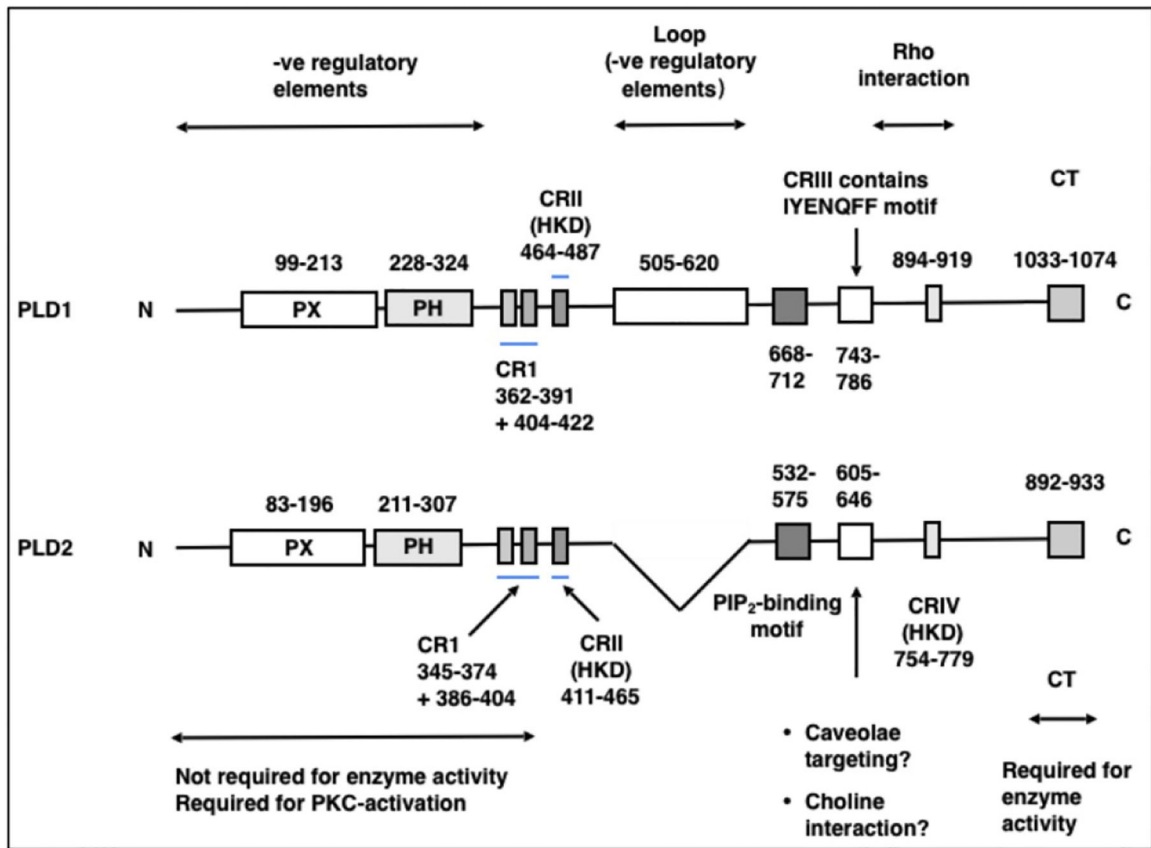 -ve regulatory
elements
Loop
(-ve regulatory
elements)
Rho
interaction
CRII
(HKD)
464-487
CRIII contains
IYENQFF motif
CT
99-213
228-324
505-620
894-919
1033-1074
PLD1
N
PX
PH
C
CR1
362-391
+ 404-422
668-
712
743-
786
83-196
211-307
532-
575
605-
646
892-933
PLD2
N
PX
PH
C
CR1
345-374
+ 386-404
CRII
(HKD)
411-465
PIP₂-binding
motif
CRIV
(HKD)
754-779
CT
Not required for enzyme activity
Required for PKC-activation
• Caveolae
targeting?
• Choline
interaction?
Required for
enzyme
activity